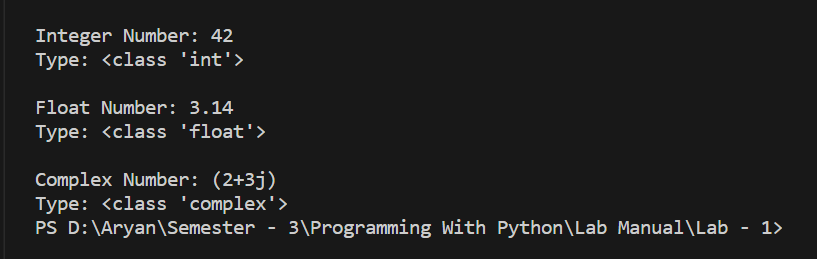 Integer Number: 42
Type: <class 'int'>
Float Number: 3.14
Type: <class 'float'>
Complex Number: (2+3j)
Type: <class 'complex'>
PS D:\Aryan\Semester - 3\Programming With Python\Lab Manual\Lab - 1>